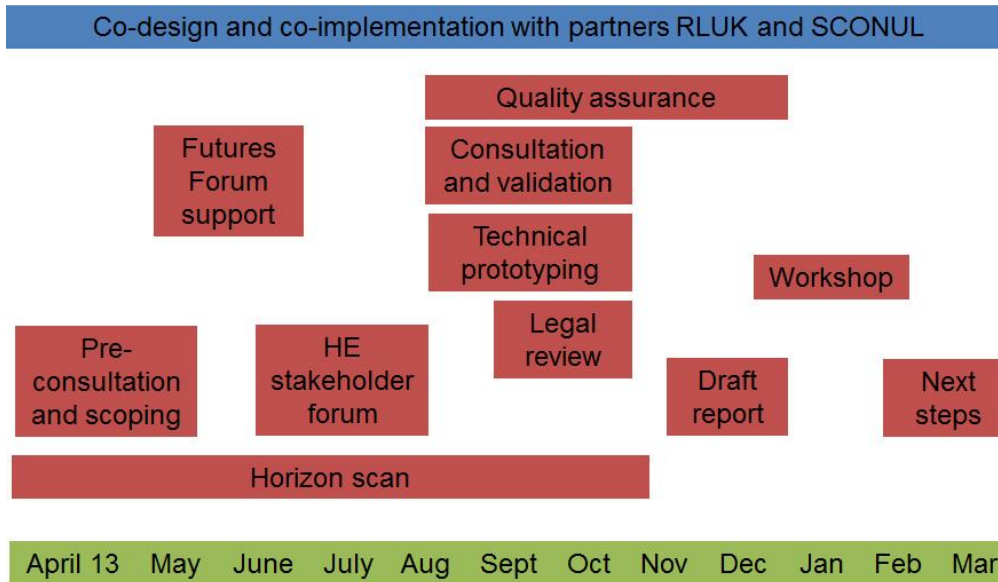 Co-design and co-implementation with partners RLUK and SCONUL
Quality assurance
Futures
Forum
support
Consultation
and validation
Technical
prototyping
Workshop
Legal
review
Pre-
consultation
and scoping
HE
stakeholder
forum
Draft
report
Next
steps
Horizon scan
April 13 May June July Aug Sept Oct Nov Dec Jan Feb Mar